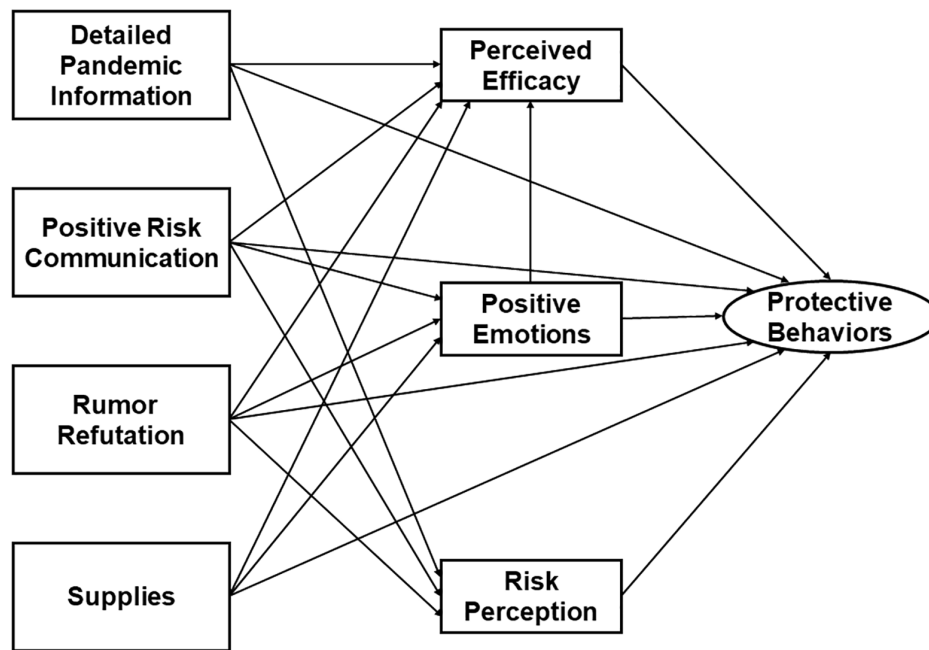 Detailed
Pandemic
Information
Perceived
Efficacy
Positive Risk
Communication
Positive
Emotions
Protective
Behaviors
Rumor
Refutation
Supplies
Risk
Perception